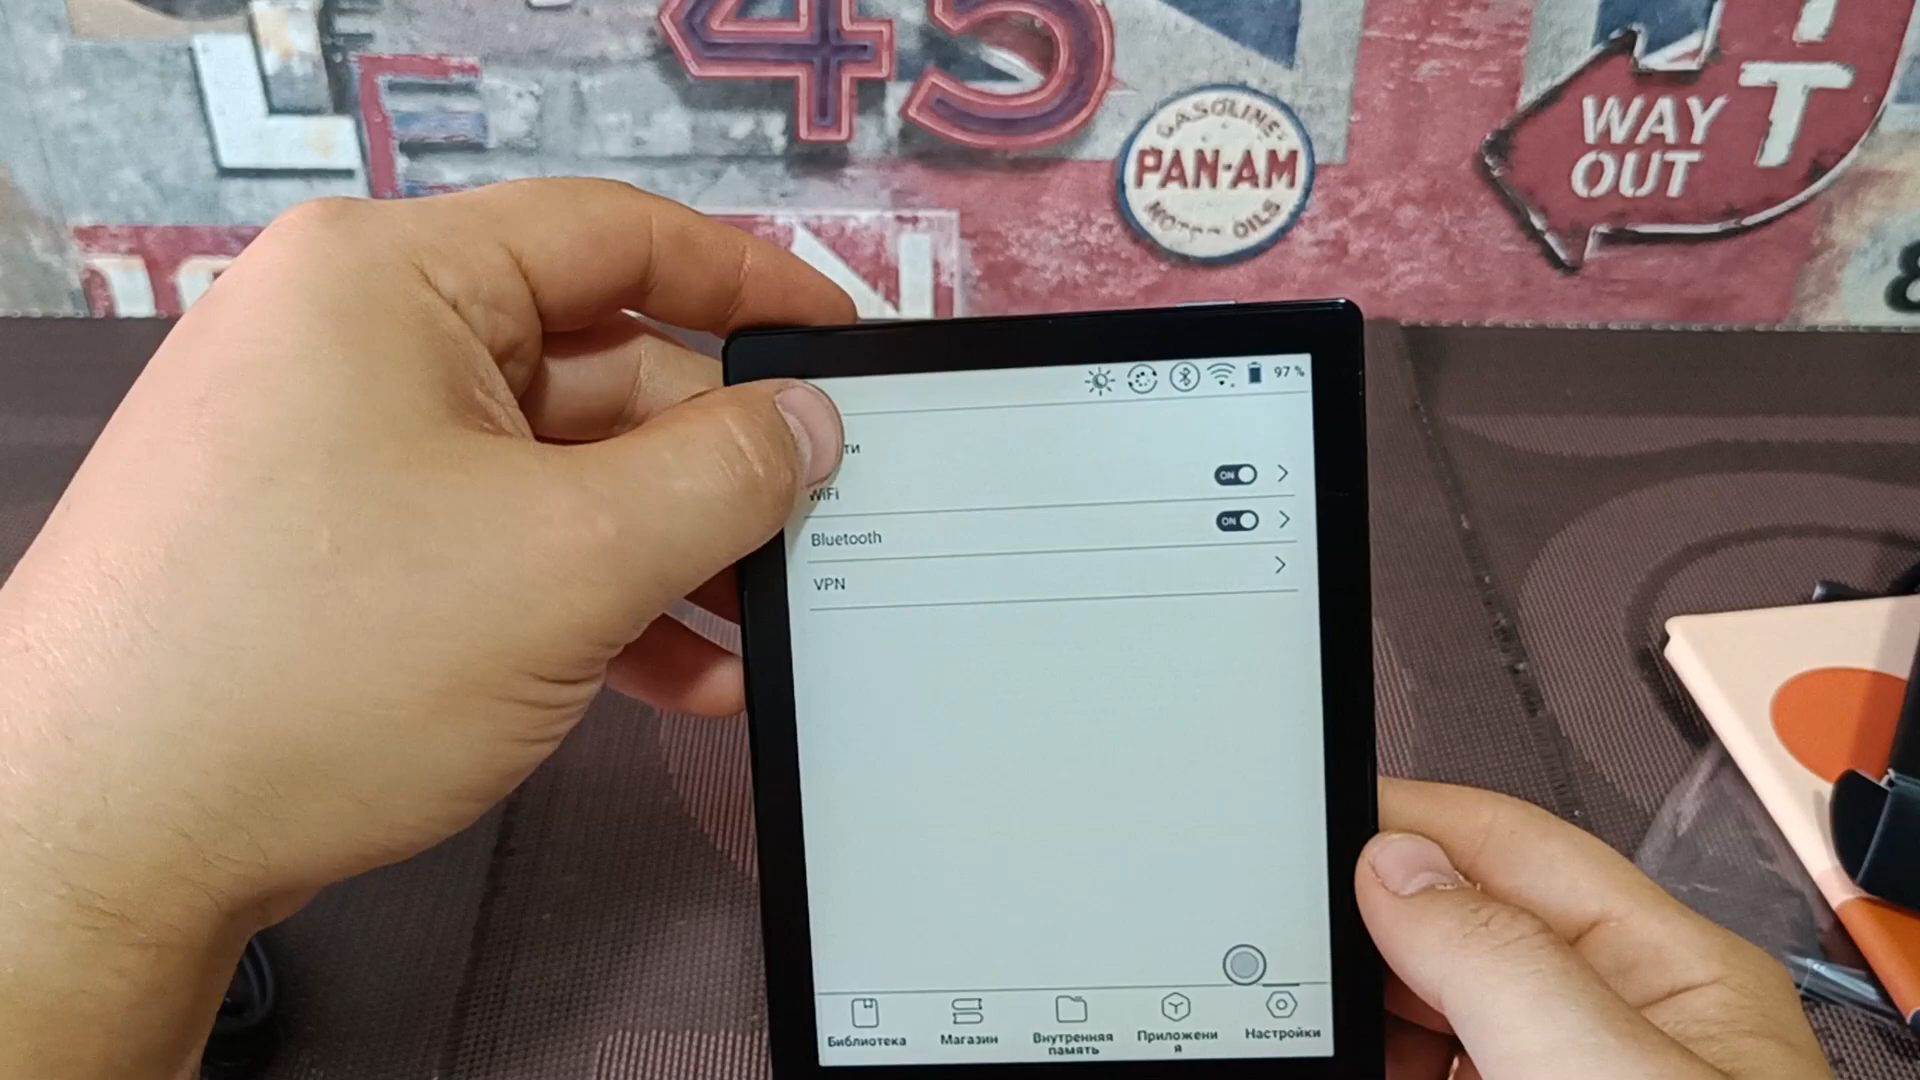 45
L
E
GASOLINE
PAN-AM
MOTOR OILS
WAY
OUT
T
N
8
97 %
WiFi
ON
Bluetooth
ON
VPN
Библиотека
Магазин
Внутренняя
память
Приложени
я
Настройки